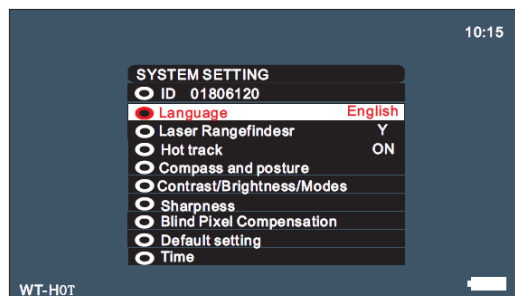 10:15
SYSTEM SETTING
ID 01806120
Language English
Laser Rangefindesr Y
Hot track ON
Compass and posture
Contrast/Brightness/Modes
Sharpness
Blind Pixel Compensation
Default setting
Time
WT-HOT